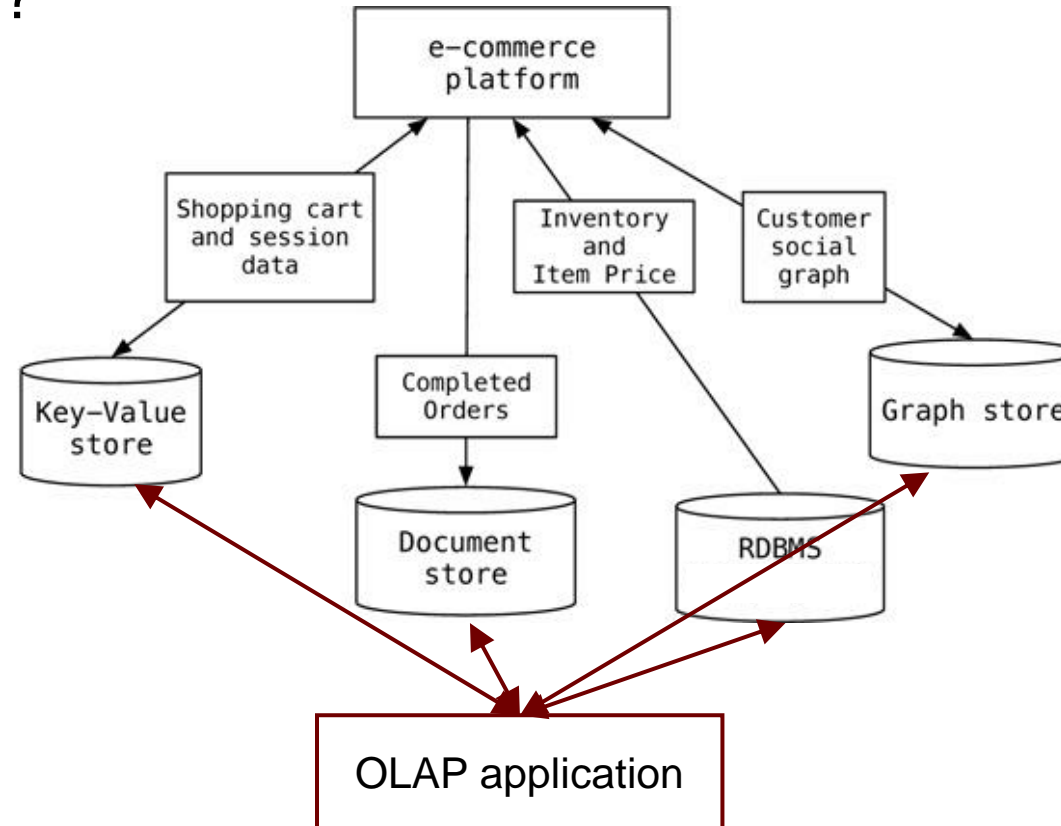 ?
e-commerce
platform
Shopping cart
and session
data
Inventory
and
Item Price
Customer
social
graph
Key-Value
store
Completed
Orders
Graph store
Document
store
RDBMS
OLAP application